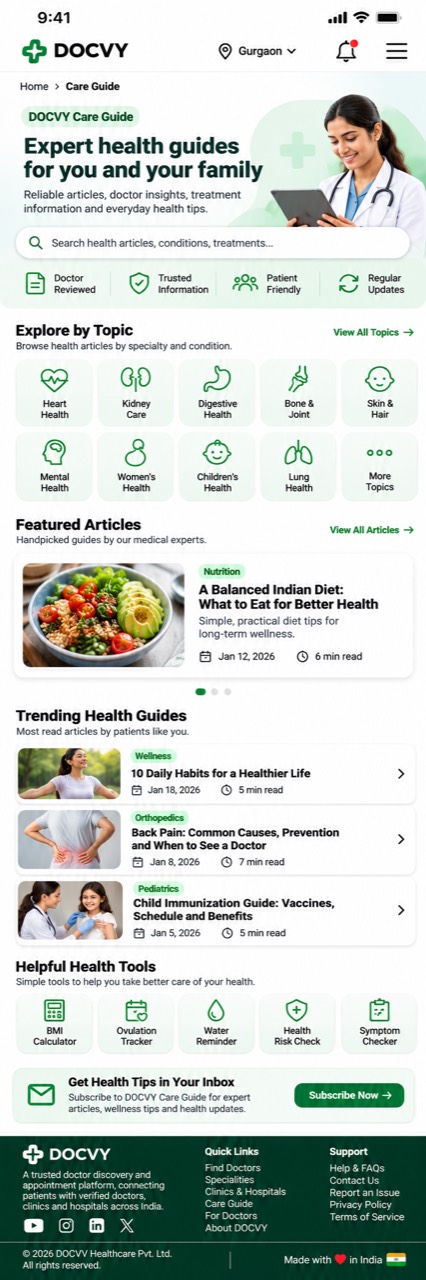 9:41
DOCVY
Gurgaon
Home > Care Guide
DOCVY Care Guide
Expert health guides
for you and your family
Reliable articles, doctor insights, treatment
information and everyday health tips.
Search health articles, conditions, treatments...
Doctor Reviewed
Trusted Information
Patient Friendly
Regular Updates
Explore by Topic
View All Topics →
Browse health articles by specialty and condition.
Heart Health
Kidney Care
Digestive Health
Bone & Joint
Skin & Hair
Mental Health
Women's Health
Children's Health
Lung Health
More Topics
Featured Articles
View All Articles →
Handpicked guides by our medical experts.
Nutrition
A Balanced Indian Diet:
What to Eat for Better Health
Simple, practical diet tips for
long-term wellness.
Jan 12, 2026 6 min read
Trending Health Guides
Most read articles by patients like you.
Wellness
10 Daily Habits for a Healthier Life
Jan 18, 2026 5 min read
Orthopedics
Back Pain: Common Causes, Prevention
and When to See a Doctor
Jan 8, 2026 7 min read
Pediatrics
Child Immunization Guide: Vaccines,
Schedule and Benefits
Jan 5, 2026 5 min read
Helpful Health Tools
Simple tools to help you take better care of your health.
BMI Calculator
Ovulation Tracker
Water Reminder
Health Risk Check
Symptom Checker
Get Health Tips in Your Inbox
Subscribe to DOCVY Care Guide for expert
articles, wellness tips and health updates.
Subscribe Now →
DOCVY
A trusted doctor discovery and
appointment platform, connecting
patients with verified doctors,
clinics and hospitals across India.
Quick Links
Find Doctors
Specialities
Clinics & Hospitals
Care Guide
For Doctors
About DOCVY
Support
Help & FAQs
Contact Us
Report an Issue
Privacy Policy
Terms of Service
© 2026 DOCVV Healthcare Pvt. Ltd.
All rights reserved.
Made with ❤️ in India 🇮🇳